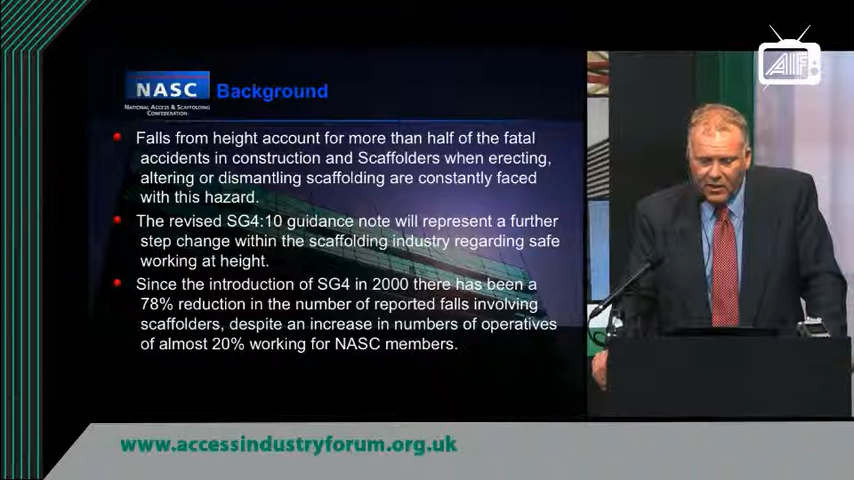 AIF
NASC Background
NATIONAL ACCESS & SCAFFOLDING
CONFEDERATION
Falls from height account for more than half of the fatal
accidents in construction and Scaffolders when erecting,
altering or dismantling scaffolding are constantly faced
with this hazard.
The revised SG4:10 guidance note will represent a further
step change within the scaffolding industry regarding safe
working at height.
Since the introduction of SG4 in 2000 there has been a
78% reduction in the number of reported falls involving
scaffolders, despite an increase in numbers of operatives
of almost 20% working for NASC members.
www.accessindustryforum.org.uk